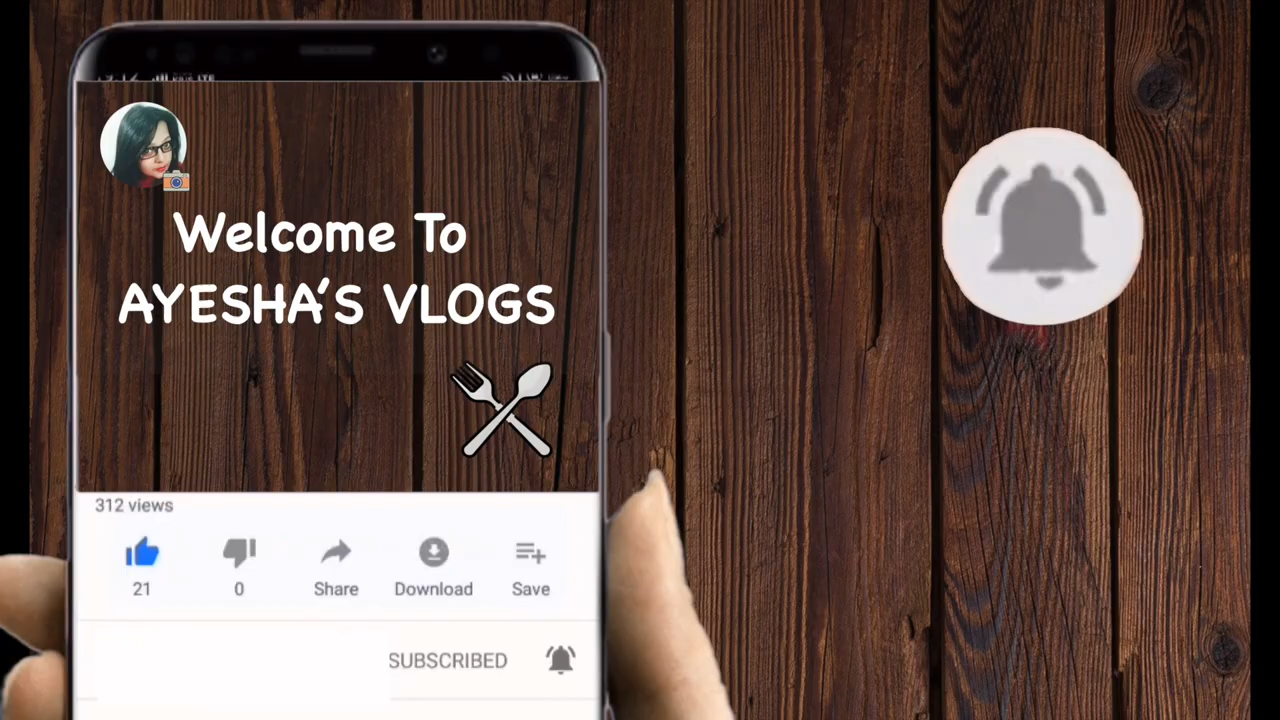 Welcome To
AYESHA'S VLOGS
312 views
21
0
Share
Download
Save
SUBSCRIBED